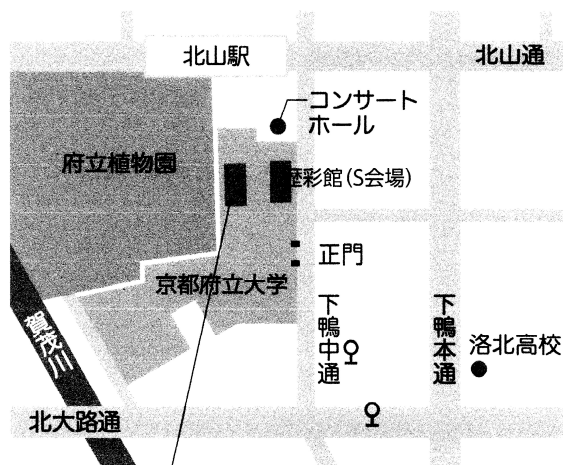 北山駅
北山通
コンサート
ホール
府立植物園
歴彩館(S会場)
正門
京都府立大学
下鴨中通
下鴨本通
賀茂川
洛北高校
北大路通